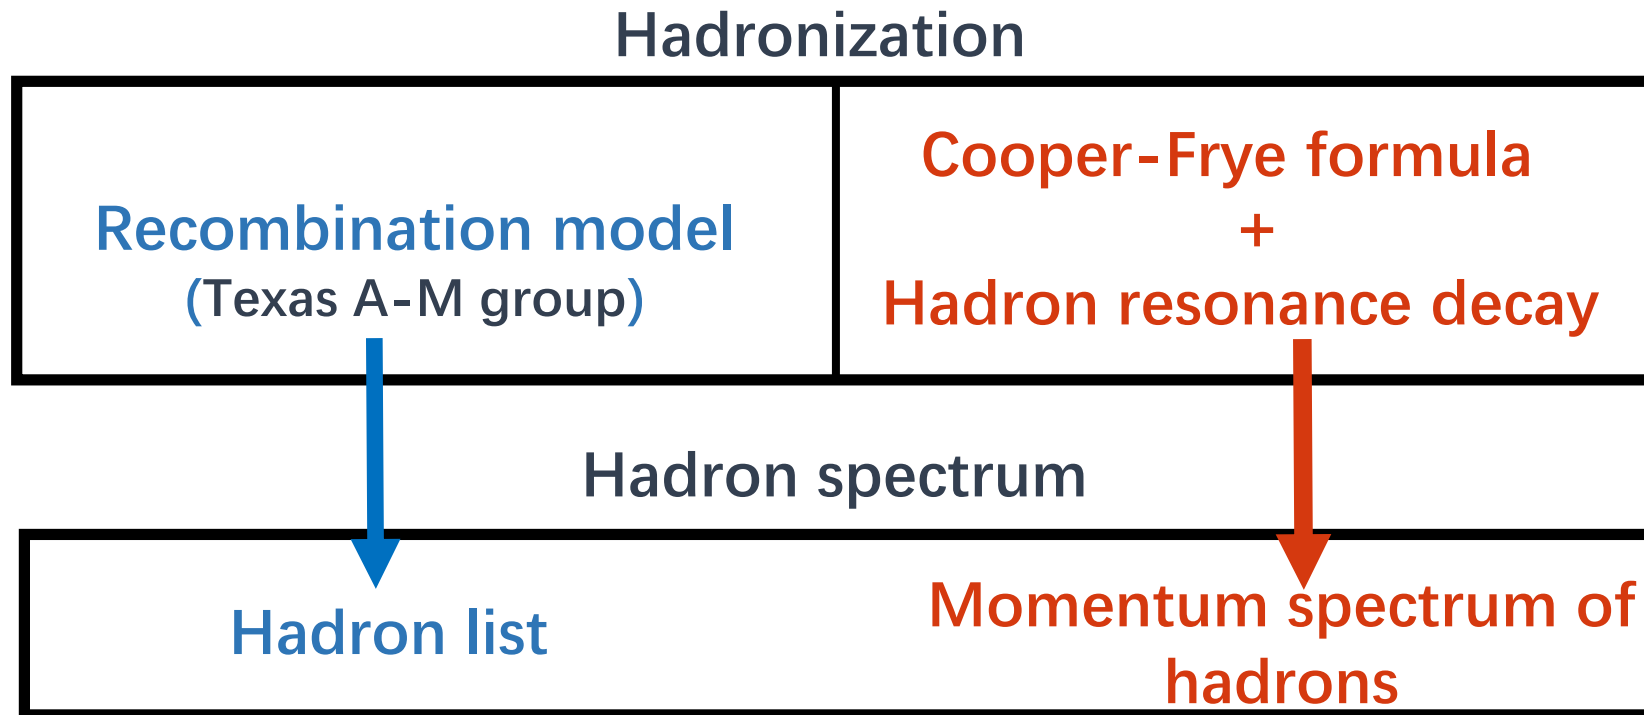 Hadronization
Recombination model
(Texas A-M group)
Cooper-Frye formula
+
Hadron resonance decay
Hadron spectrum
Hadron list
Momentum spectrum of
hadrons